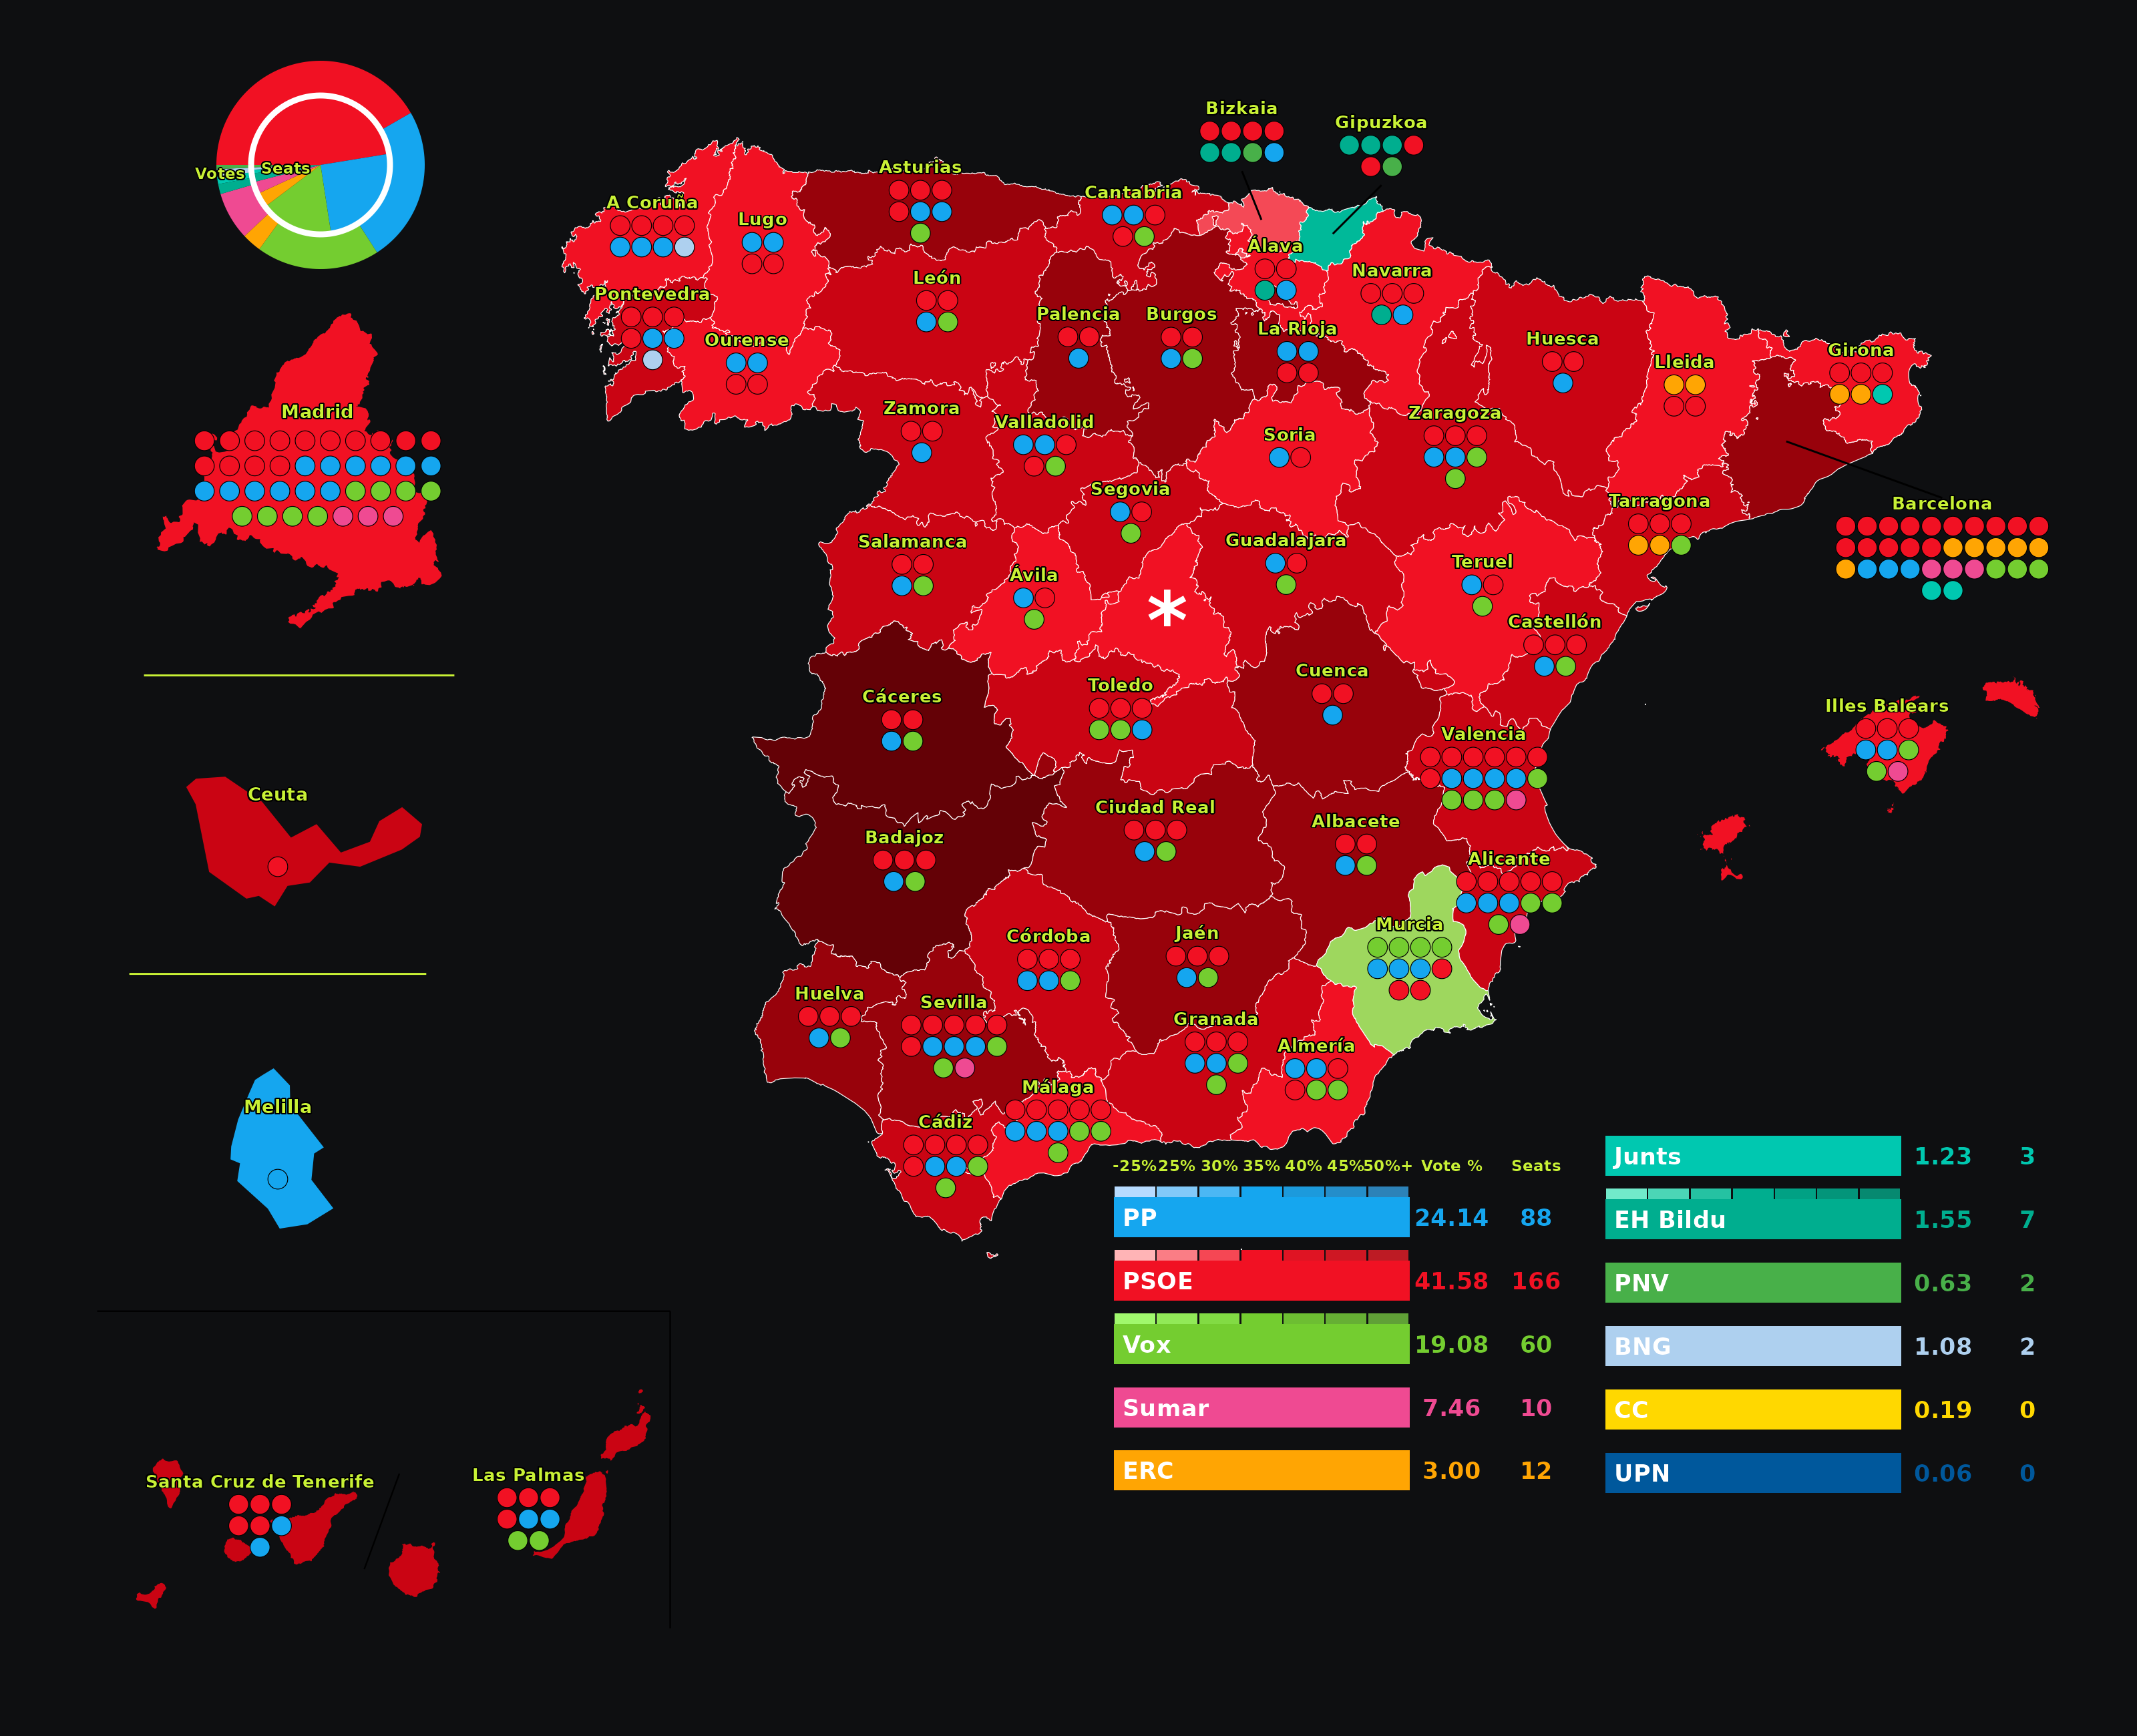 Votes
Seats
Madrid
Ceuta
Melilla
Santa Cruz de Tenerife
Las Palmas
Bizkaia
Gipuzkoa
A Coruña
Lugo
Asturias
Cantabria
Álava
Navarra
Pontevedra
Ourense
León
Palencia
Burgos
La Rioja
Huesca
Lleida
Girona
Zamora
Valladolid
Soria
Zaragoza
Segovia
Tarragona
Barcelona
Salamanca
Ávila
Guadalajara
Teruel
*
Castellón
Cáceres
Toledo
Cuenca
Valencia
Illes Balears
Badajoz
Ciudad Real
Albacete
Alicante
Murcia
Córdoba
Jaén
Huelva
Sevilla
Granada
Almería
Málaga
Cádiz
-25% 25% 30% 35% 40% 45% 50%+ Vote % Seats
PP 24.14 88
PSOE 41.58 166
Vox 19.08 60
Sumar 7.46 10
ERC 3.00 12
Junts 1.23 3
EH Bildu 1.55 7
PNV 0.63 2
BNG 1.08 2
CC 0.19 0
UPN 0.06 0